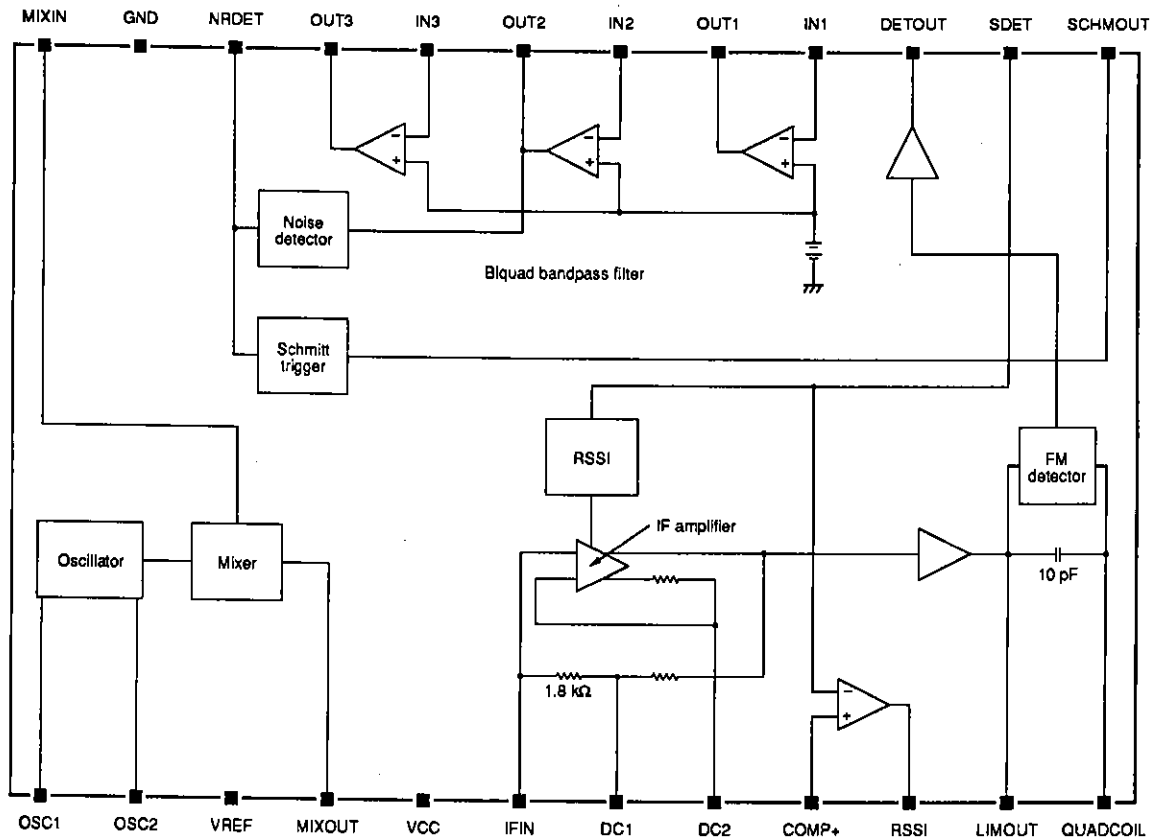 MIXIN GND NRDET OUT3 IN3 OUT2 IN2 OUT1 IN1 DETOUT SDET SCHMOUT
−
+
−
+
−
+
Noise
detector
Biquad bandpass filter
Schmitt
trigger
RSSI
FM
detector
IF amplifier
Oscillator
Mixer
10 pF
1.8 kΩ
−
+
OSC1 OSC2 VREF MIXOUT VCC IFIN DC1 DC2 COMP+ RSSI LIMOUT QUADCOIL